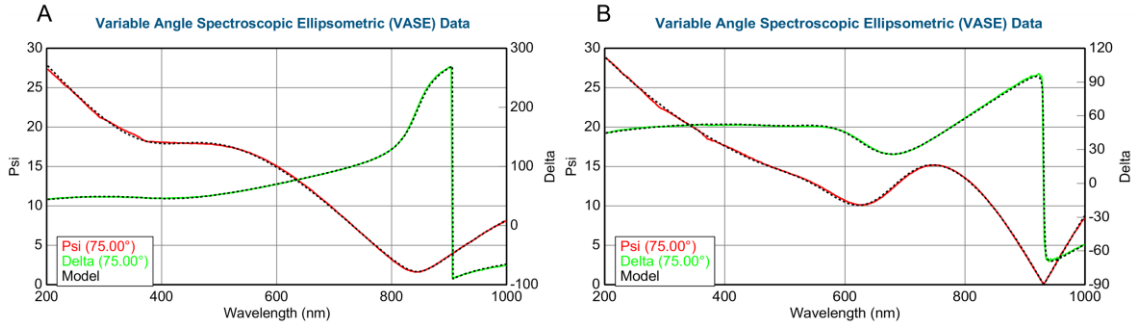 A
Variable Angle Spectroscopic Ellipsometric (VASE) Data
30
25
20
15
10
5
0
Psi
300
200
100
0
-100
Delta
Psi (75.00°)
Delta (75.00°)
Model
200
400
600
800
1000
Wavelength (nm)
B
Variable Angle Spectroscopic Ellipsometric (VASE) Data
30
25
20
15
10
5
0
Psi
120
90
60
30
0
-30
-60
-90
Delta
Psi (75.00°)
Delta (75.00°)
Model
200
400
600
800
1000
Wavelength (nm)